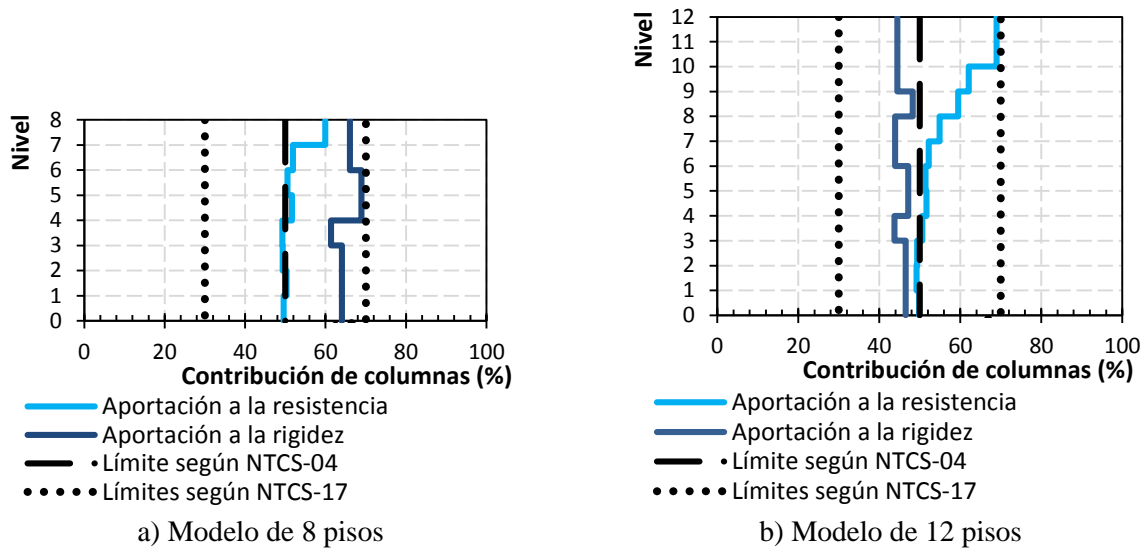 Nivel
8
7
6
5
4
3
2
1
0
0 20 40 60 80 100
Contribución de columnas (%)
Aportación a la resistencia
Aportación a la rigidez
Límite según NTCS-04
Límites según NTCS-17
a) Modelo de 8 pisos
Nivel
12
11
10
9
8
7
6
5
4
3
2
1
0
0 20 40 60 80 100
Contribución de columnas (%)
Aportación a la resistencia
Aportación a la rigidez
Límite según NTCS-04
Límites según NTCS-17
b) Modelo de 12 pisos